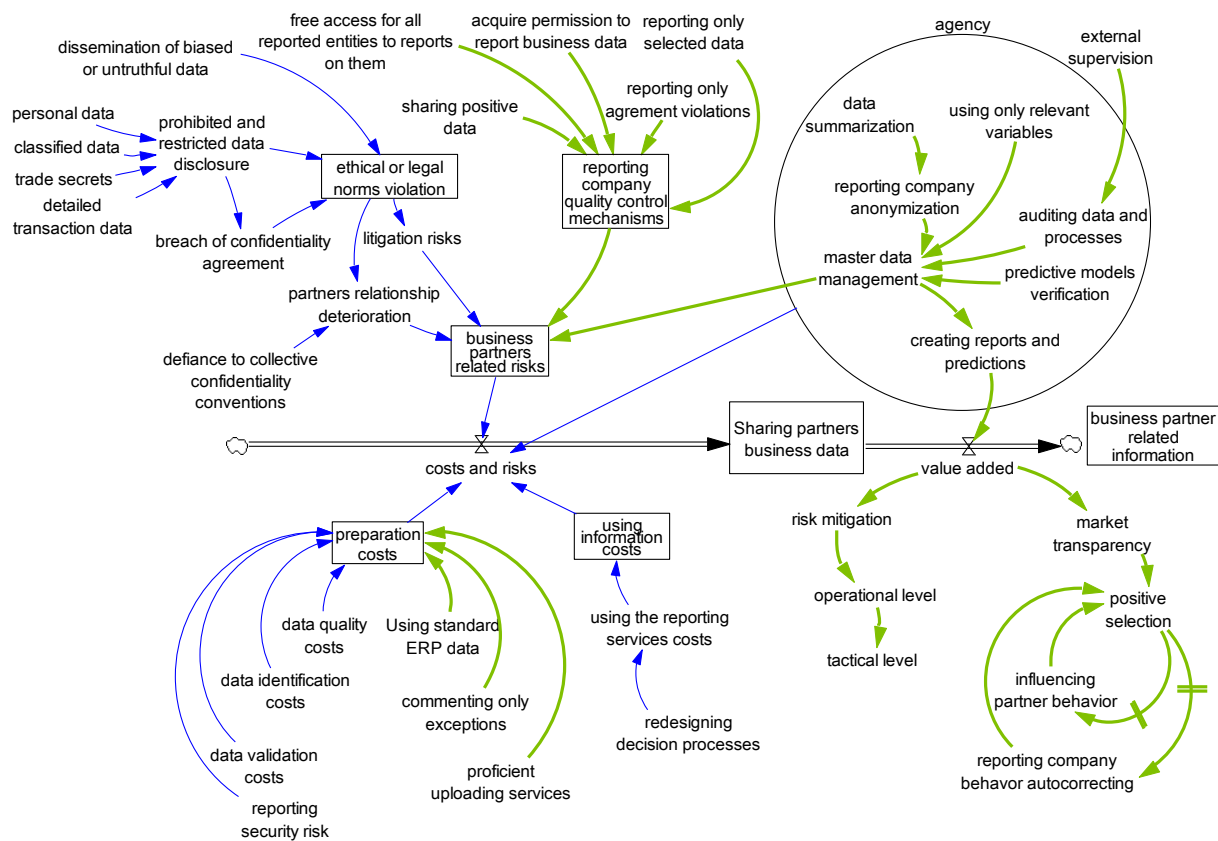 free access for all
reported entities to reports
on them
acquire permission to
report business data
reporting only
selected data
agency
external
supervision
dissemination of biased
or untruthful data
sharing positive
data
reporting only
agrement violations
data
summarization
using only relevant
variables
personal data
classified data
trade secrets
detailed
transaction data
prohibited and
restricted data
disclosure
ethical or legal
norms violation
reporting
company
quality control
mechanisms
reporting company
anonymization
auditing data and
processes
breach of confidentiality
agreement
litigation risks
master data
management
predictive models
verification
partners relationship
deterioration
business
partners
related risks
creating reports and
predictions
defiance to collective
confidentiality
conventions
Sharing partners
business data
business partner
related
information
costs and risks
value added
preparation
costs
using
information
costs
risk mitigation
market
transparency
data quality
costs
Using standard
ERP data
using the reporting
services costs
operational level
positive
selection
tactical level
data identification
costs
commenting only
exceptions
redesigning
decision processes
influencing
partner behavior
data validation
costs
proficient
uploading services
reporting company
behavor autocorrecting
reporting
security risk